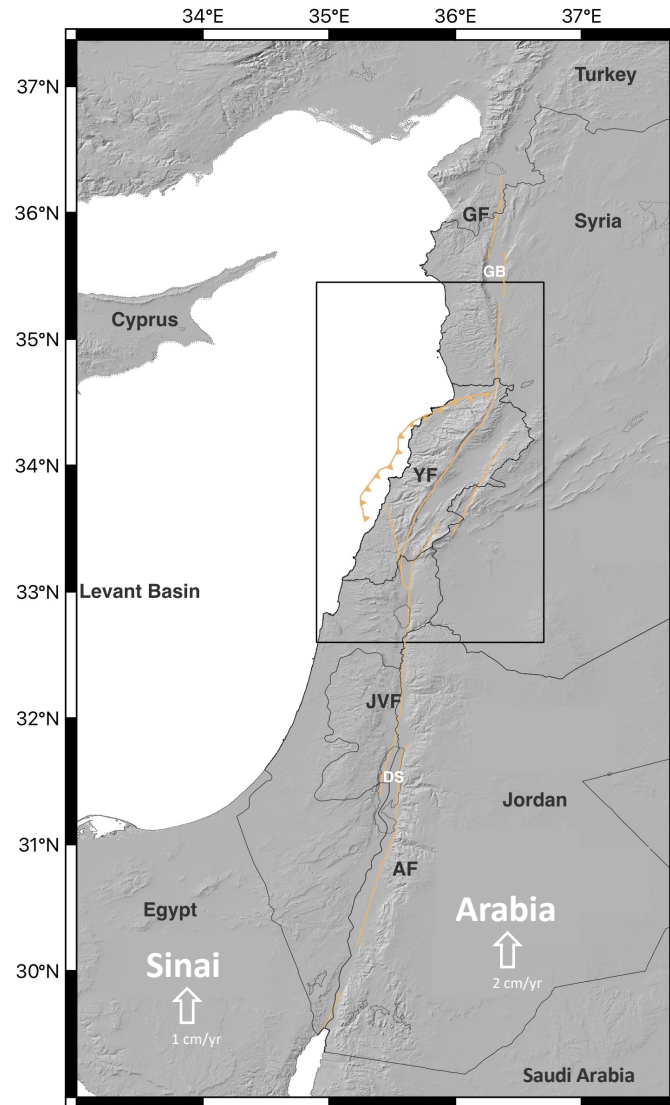 34°E 35°E 36°E 37°E
37°N
Turkey
36°N
GF
Syria
GB
Cyprus
35°N
34°N
YF
33°N
Levant Basin
32°N
JVF
DS
Jordan
31°N
AF
Egypt
Arabia
Sinai
2 cm/yr
30°N
1 cm/yr
Saudi Arabia